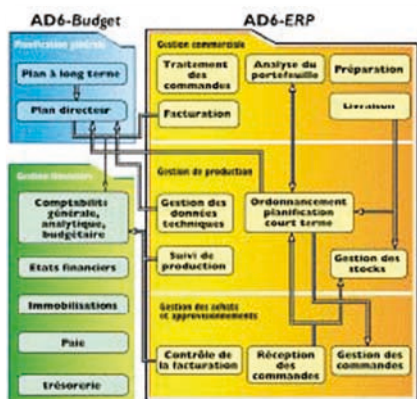 AD6-Budget
AD6-ERP
Planification générale
Plan à long terme
Plan directeur
Gestion financière
Comptabilité
générale,
analytique,
budgétaire
Etats financiers
Immobilisations
Paie
trésorerie
Gestion commerciale
Traitement
des
commandes
Analyse du
portefeuille
Préparation
Facturation
Livraison
Gestion de production
Gestion
des données
techniques
Ordonnancement
planification
court terme
Suivi de
production
Gestion
des stocks
Gestion des achats
et approvisionnements
Contrôle de
la facturation
Réception
des
commandes
Gestion des
commandes